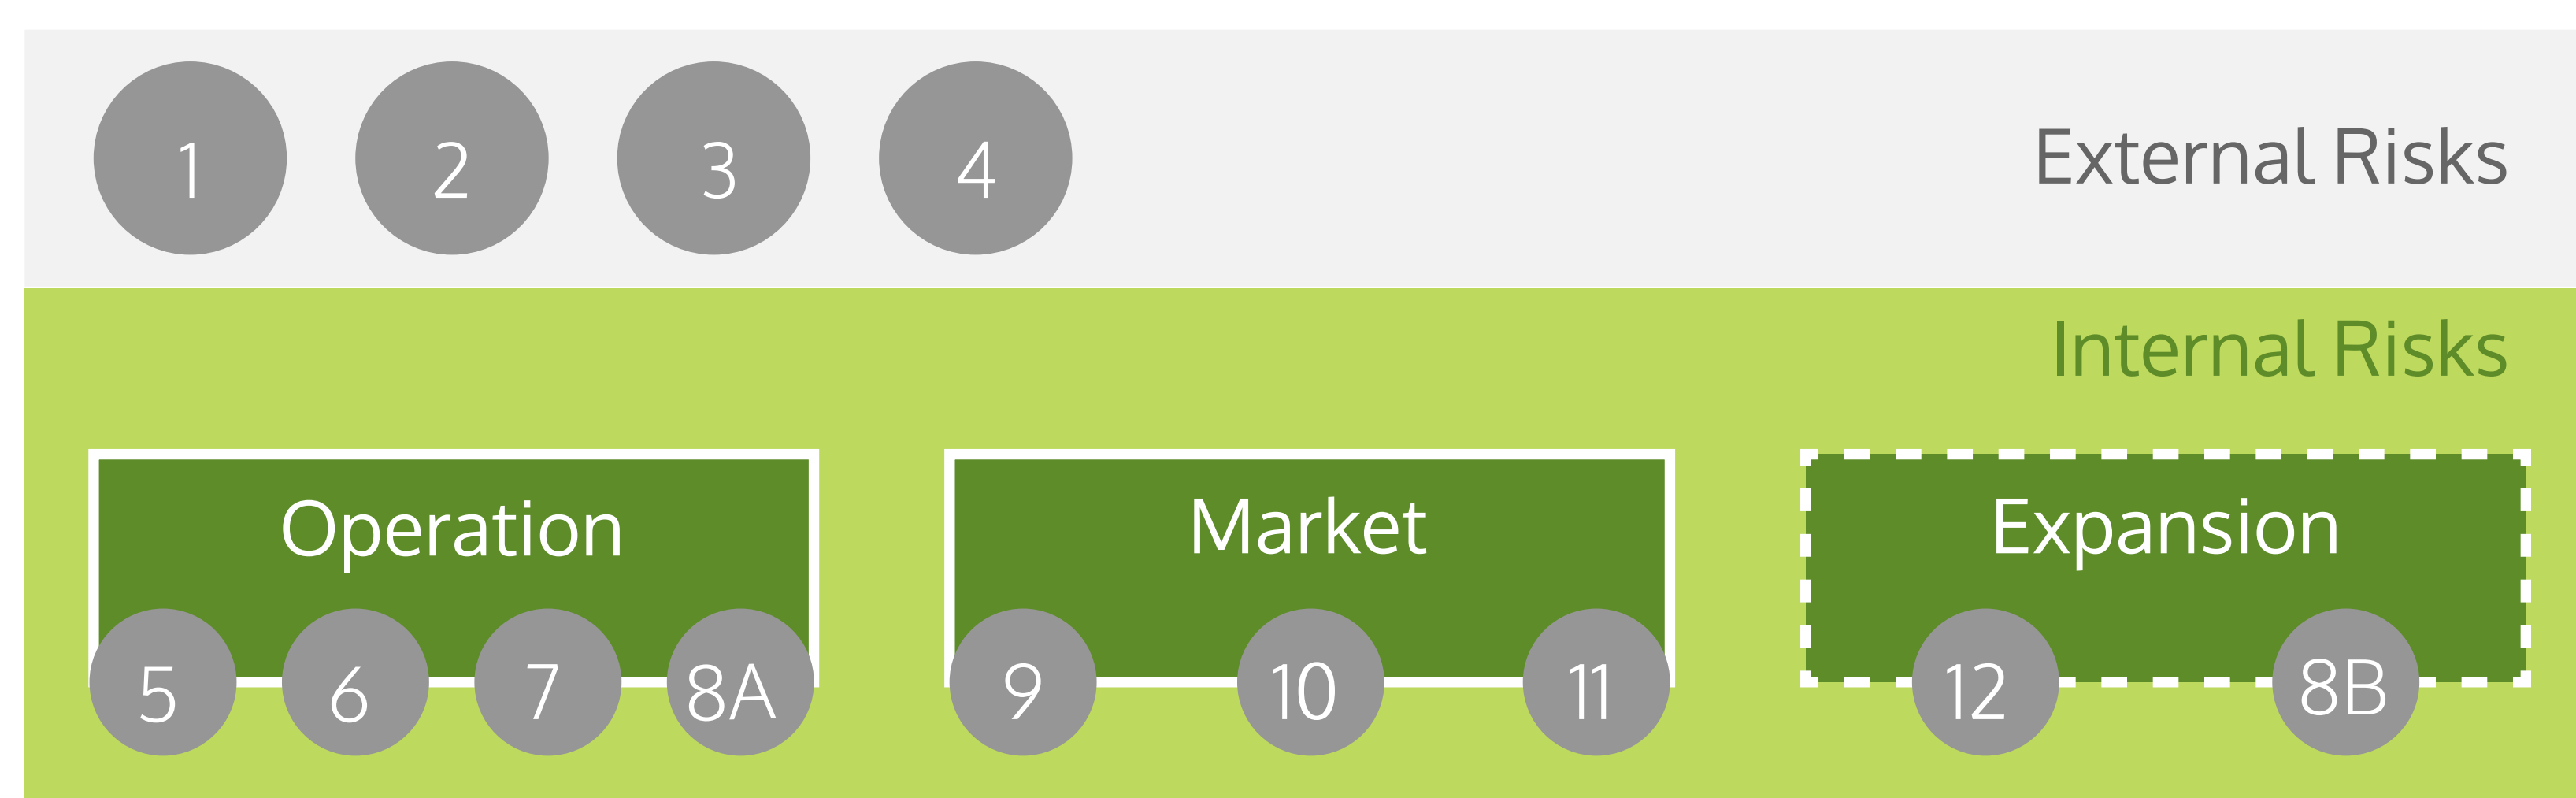 1 2 3 4 External Risks
Internal Risks
Operation Market Expansion
5 6 7 8A 9 10 11 12 8B